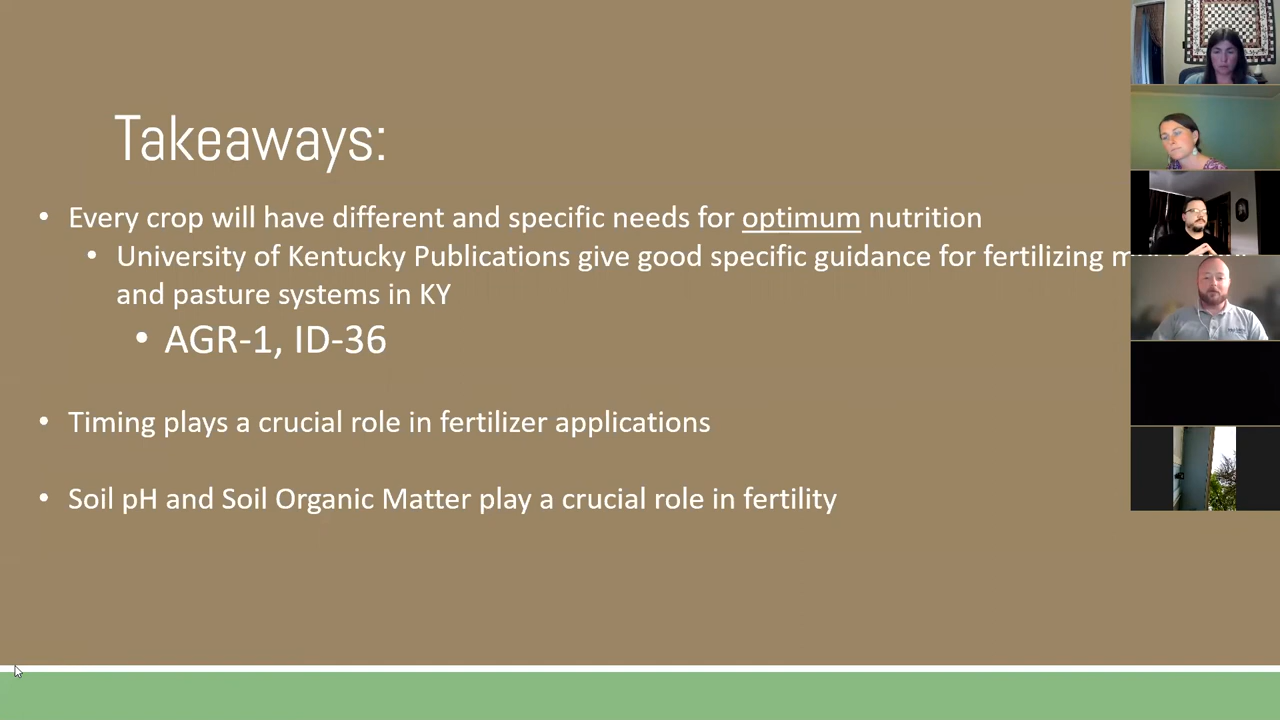 Takeaways:
• Every crop will have different and specific needs for optimum nutrition
• University of Kentucky Publications give good specific guidance for fertilizing
and pasture systems in KY
• AGR-1, ID-36
• Timing plays a crucial role in fertilizer applications
• Soil pH and Soil Organic Matter play a crucial role in fertility